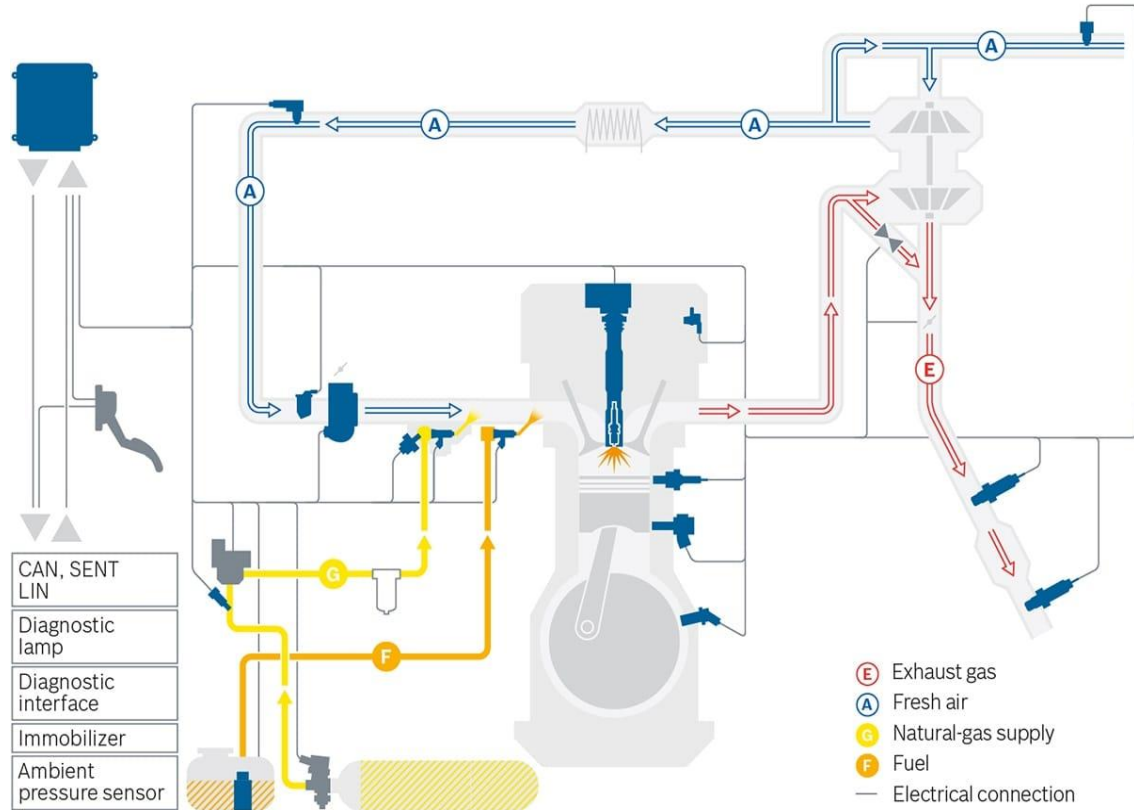 A
A
A
A
E
G
F
CAN, SENT
LIN
Diagnostic
lamp
Diagnostic
interface
Immobilizer
Ambient
pressure sensor
E Exhaust gas
A Fresh air
G Natural-gas supply
F Fuel
Electrical connection